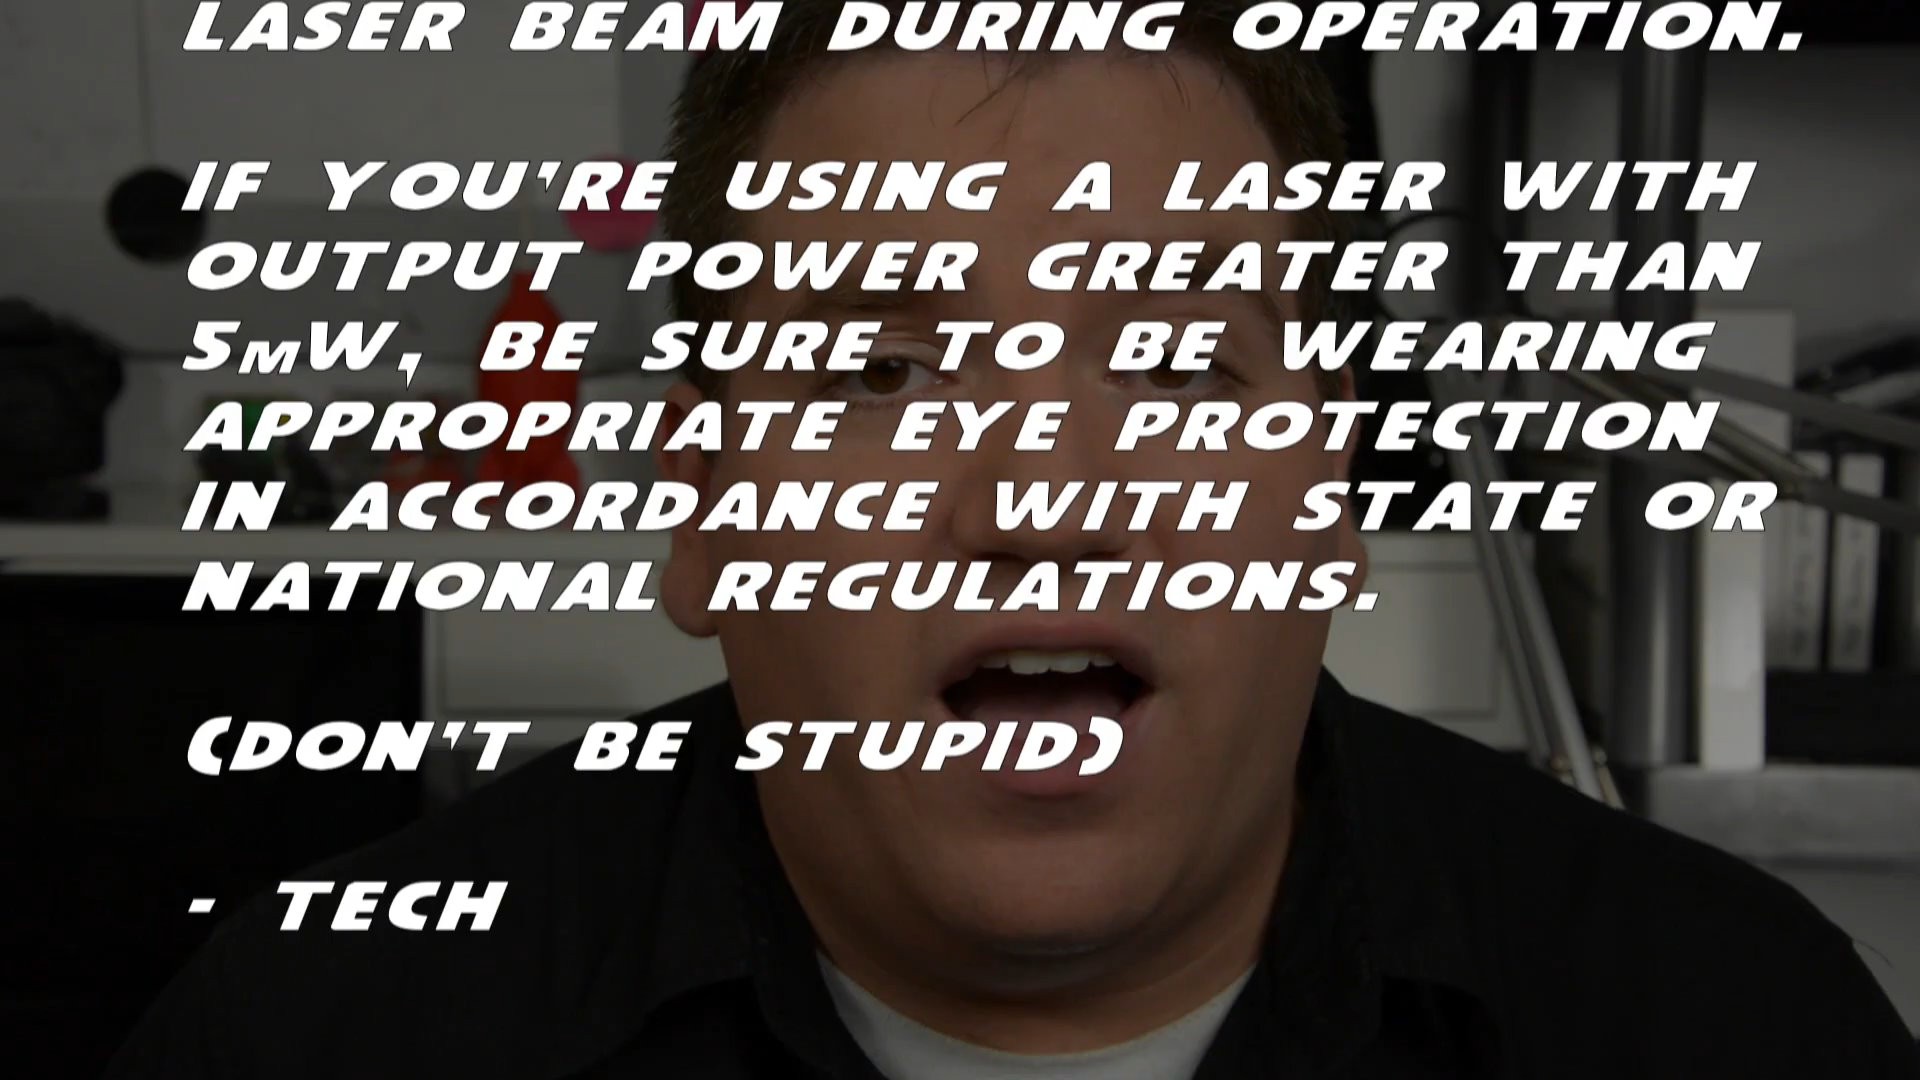 LASER BEAM DURING OPERATION.
IF YOU'RE USING A LASER WITH
OUTPUT POWER GREATER THAN
5mW, BE SURE TO BE WEARING
APPROPRIATE EYE PROTECTION
IN ACCORDANCE WITH STATE OR
NATIONAL REGULATIONS.
(DON'T BE STUPID)
- TECH